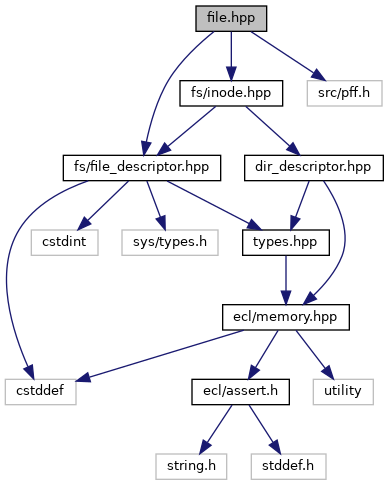 file.hpp
fs/inode.hpp
src/pff.h
fs/file_descriptor.hpp
dir_descriptor.hpp
cstdint
sys/types.h
types.hpp
ecl/memory.hpp
cstddef
ecl/assert.h
utility
string.h
stddef.h